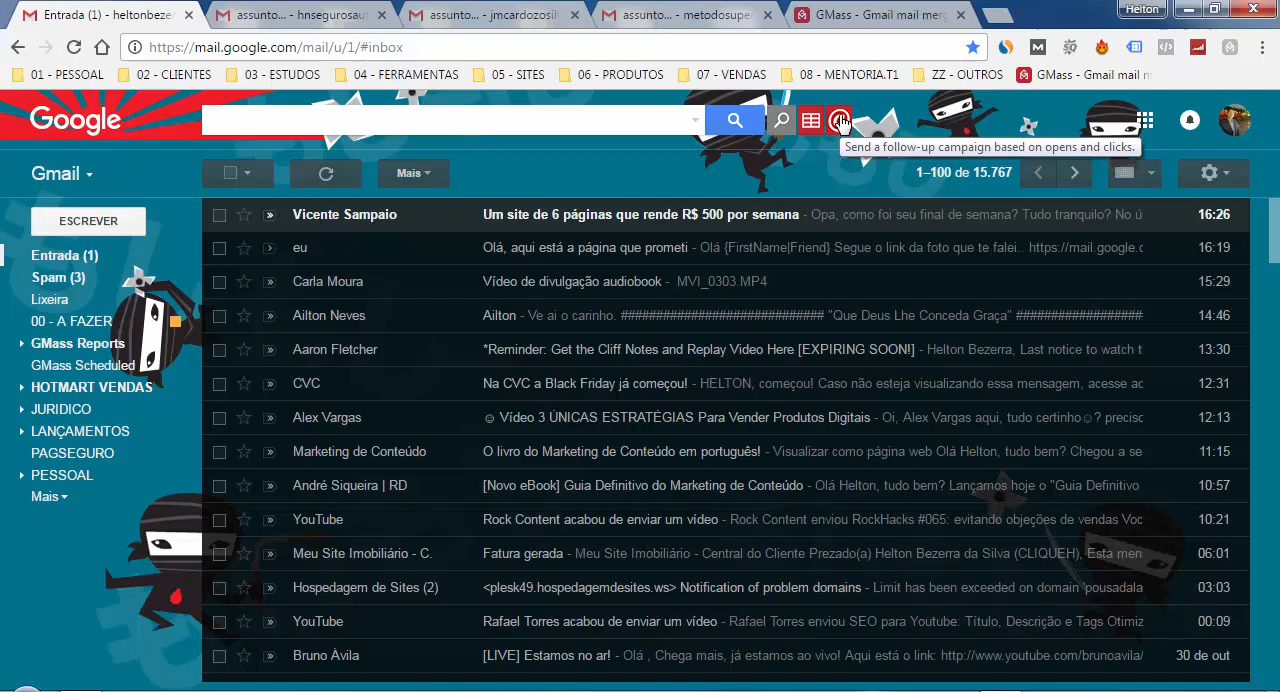 Entrada (1) - heltonbezer
assunto... - hnsegurosaut
assunto... - jmcardozosil
assunto... - metodosuper
GMass - Gmail mail merg
Helton
https://mail.google.com/mail/u/1/#inbox
01 - PESSOAL
02 - CLIENTES
03 - ESTUDOS
04 - FERRAMENTAS
05 - SITES
06 - PRODUTOS
07 - VENDAS
08 - MENTORIA.T1
ZZ - OUTROS
GMass - Gmail mail m
Google
Send a follow-up campaign based on opens and clicks.
Gmail
Mais
1–100 de 15.767
ESCREVER
Entrada (1)
Spam (3)
Lixeira
00 - A FAZER
GMass Reports
GMass Scheduled
HOTMART VENDAS
JURIDICO
LANÇAMENTOS
PAGSEGURO
PESSOAL
Mais
Vicente Sampaio Um site de 6 páginas que rende R$ 500 por semana - Opa, como foi seu final de semana? Tudo tranquilo? No ú 16:26
eu Olá, aqui está a página que prometi - Olá {FirstName|Friend} Segue o link da foto que te falei.. https://mail.google.c 16:19
Carla Moura Vídeo de divulgação audiobook - MVI_0303.MP4 15:29
Ailton Neves Ailton - Ve ai o carinho. ############################ "Que Deus Lhe Conceda Graça" ################## 14:46
Aaron Fletcher *Reminder: Get the Cliff Notes and Replay Video Here [EXPIRING SOON!] - Helton Bezerra, Last notice to watch t 13:30
CVC Na CVC a Black Friday já começou! - HELTON, começou! Caso não esteja visualizando essa mensagem, acesse ac 12:31
Alex Vargas ☺ Vídeo 3 ÚNICAS ESTRATÉGIAS Para Vender Produtos Digitais - Oi, Alex Vargas aqui, tudo certinho☺? preciso 12:13
Marketing de Conteúdo O livro do Marketing de Conteúdo em português! - Visualizar como página web Olá Helton, tudo bem? Chegou a se 11:15
André Siqueira | RD [Novo eBook] Guia Definitivo do Marketing de Conteúdo - Olá Helton, tudo bem? Lançamos hoje o "Guia Definitivo 10:57
YouTube Rock Content acabou de enviar um vídeo - Rock Content enviou RockHacks #065: evitando objeções de vendas Voc 10:21
Meu Site Imobiliário - C. Fatura gerada - Meu Site Imobiliário - Central do Cliente Prezado(a) Helton Bezerra da Silva (CLIQUEH), Esta men 06:01
Hospedagem de Sites (2) <plesk49.hospedagemdesites.ws> Notification of problem domains - Limit has been exceeded on domain 'pousadala 03:03
YouTube Rafael Torres acabou de enviar um vídeo - Rafael Torres enviou SEO para Youtube: Título, Descrição e Tags Otimiz 00:09
Bruno Ávila [LIVE] Estamos no ar! - Olá , Chega mais, já estamos ao vivo! Aqui está o link: http://www.youtube.com/brunoavila/ 30 de out